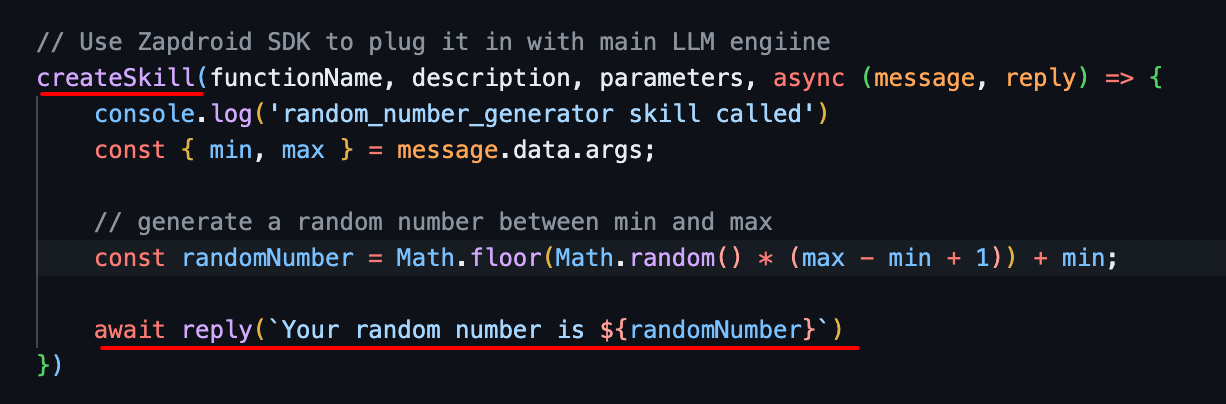 // Use Zapdroid SDK to plug it in with main LLM engiine
createSkill(functionName, description, parameters, async (message, reply) => {
    console.log('random_number_generator skill called')
    const { min, max } = message.data.args;

    // generate a random number between min and max
    const randomNumber = Math.floor(Math.random() * (max - min + 1)) + min;

    await reply(`Your random number is ${randomNumber}`)
})